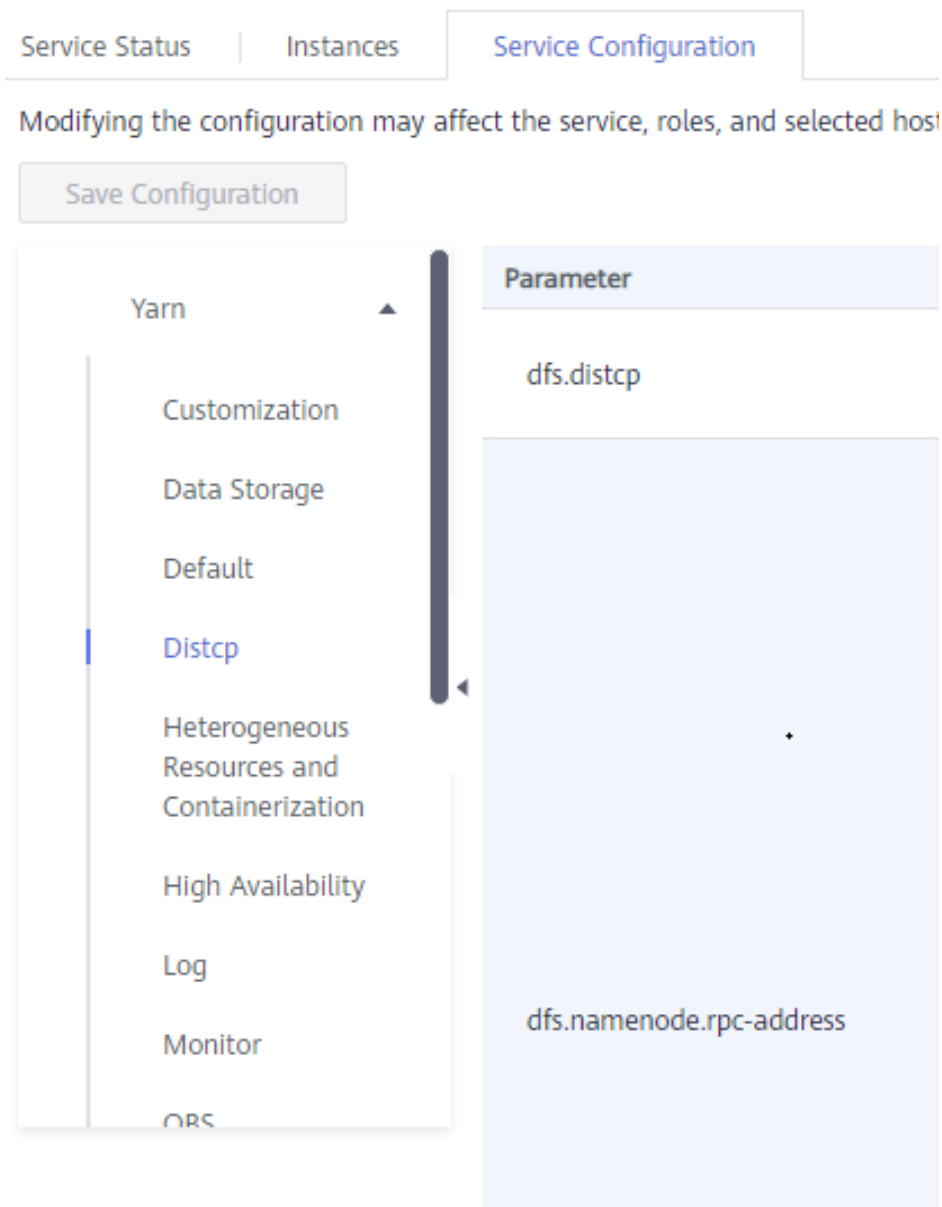 Service Status
Instances
Service Configuration
Modifying the configuration may affect the service, roles, and selected host
Save Configuration
Yarn
Customization
Data Storage
Default
Distcp
Heterogeneous
Resources and
Containerization
High Availability
Log
Monitor
OBS
Parameter
dfs.distcp
dfs.namenode.rpc-address